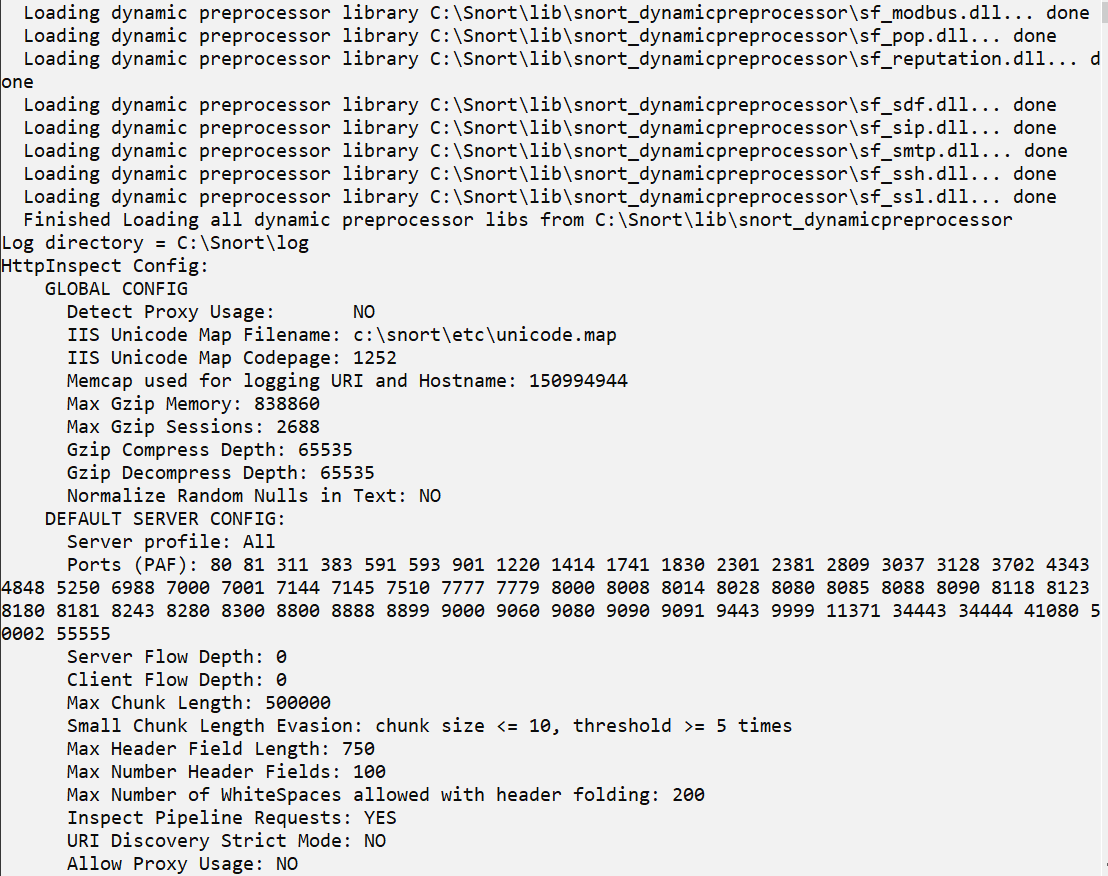 Loading dynamic preprocessor library C:\Snort\lib\snort_dynamicpreprocessor\sf_modbus.dll... done
Loading dynamic preprocessor library C:\Snort\lib\snort_dynamicpreprocessor\sf_pop.dll... done
Loading dynamic preprocessor library C:\Snort\lib\snort_dynamicpreprocessor\sf_reputation.dll... d
one
Loading dynamic preprocessor library C:\Snort\lib\snort_dynamicpreprocessor\sf_sdf.dll... done
Loading dynamic preprocessor library C:\Snort\lib\snort_dynamicpreprocessor\sf_sip.dll... done
Loading dynamic preprocessor library C:\Snort\lib\snort_dynamicpreprocessor\sf_smtp.dll... done
Loading dynamic preprocessor library C:\Snort\lib\snort_dynamicpreprocessor\sf_ssh.dll... done
Loading dynamic preprocessor library C:\Snort\lib\snort_dynamicpreprocessor\sf_ssl.dll... done
Finished Loading all dynamic preprocessor libs from C:\Snort\lib\snort_dynamicpreprocessor
Log directory = C:\Snort\log
HttpInspect Config:
GLOBAL CONFIG
Detect Proxy Usage: NO
IIS Unicode Map Filename: c:\snort\etc\unicode.map
IIS Unicode Map Codepage: 1252
Memcap used for logging URI and Hostname: 150994944
Max Gzip Memory: 838860
Max Gzip Sessions: 2688
Gzip Compress Depth: 65535
Gzip Decompress Depth: 65535
Normalize Random Nulls in Text: NO
DEFAULT SERVER CONFIG:
Server profile: All
Ports (PAF): 80 81 311 383 591 593 901 1220 1414 1741 1830 2301 2381 2809 3037 3128 3702 4343
4848 5250 6988 7000 7001 7144 7145 7510 7777 7779 8000 8008 8014 8028 8080 8085 8088 8090 8118 8123
8180 8181 8243 8280 8300 8800 8888 8899 9000 9060 9080 9090 9091 9443 9999 11371 34443 34444 41080 5
0002 55555
Server Flow Depth: 0
Client Flow Depth: 0
Max Chunk Length: 500000
Small Chunk Length Evasion: chunk size <= 10, threshold >= 5 times
Max Header Field Length: 750
Max Number Header Fields: 100
Max Number of WhiteSpaces allowed with header folding: 200
Inspect Pipeline Requests: YES
URI Discovery Strict Mode: NO
Allow Proxy Usage: NO